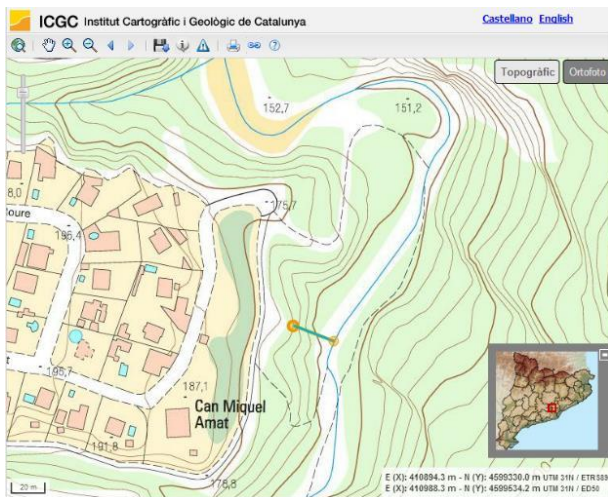 ICGC Institut Cartogràfic i Geològic de Catalunya
Castellano English
Topogràfic Ortofoto
152,7
151,2
8,0
175,7
oure
196,4
t
195,7
187,1
Can Miquel
Amat
191,8
178,8
20 m
E (X): 410894.3 m - N (Y): 4599330.0 m UTM 31N / ETRS89
E (X): 410988.3 m - N (Y): 4599534.2 m UTM 31N / ED50